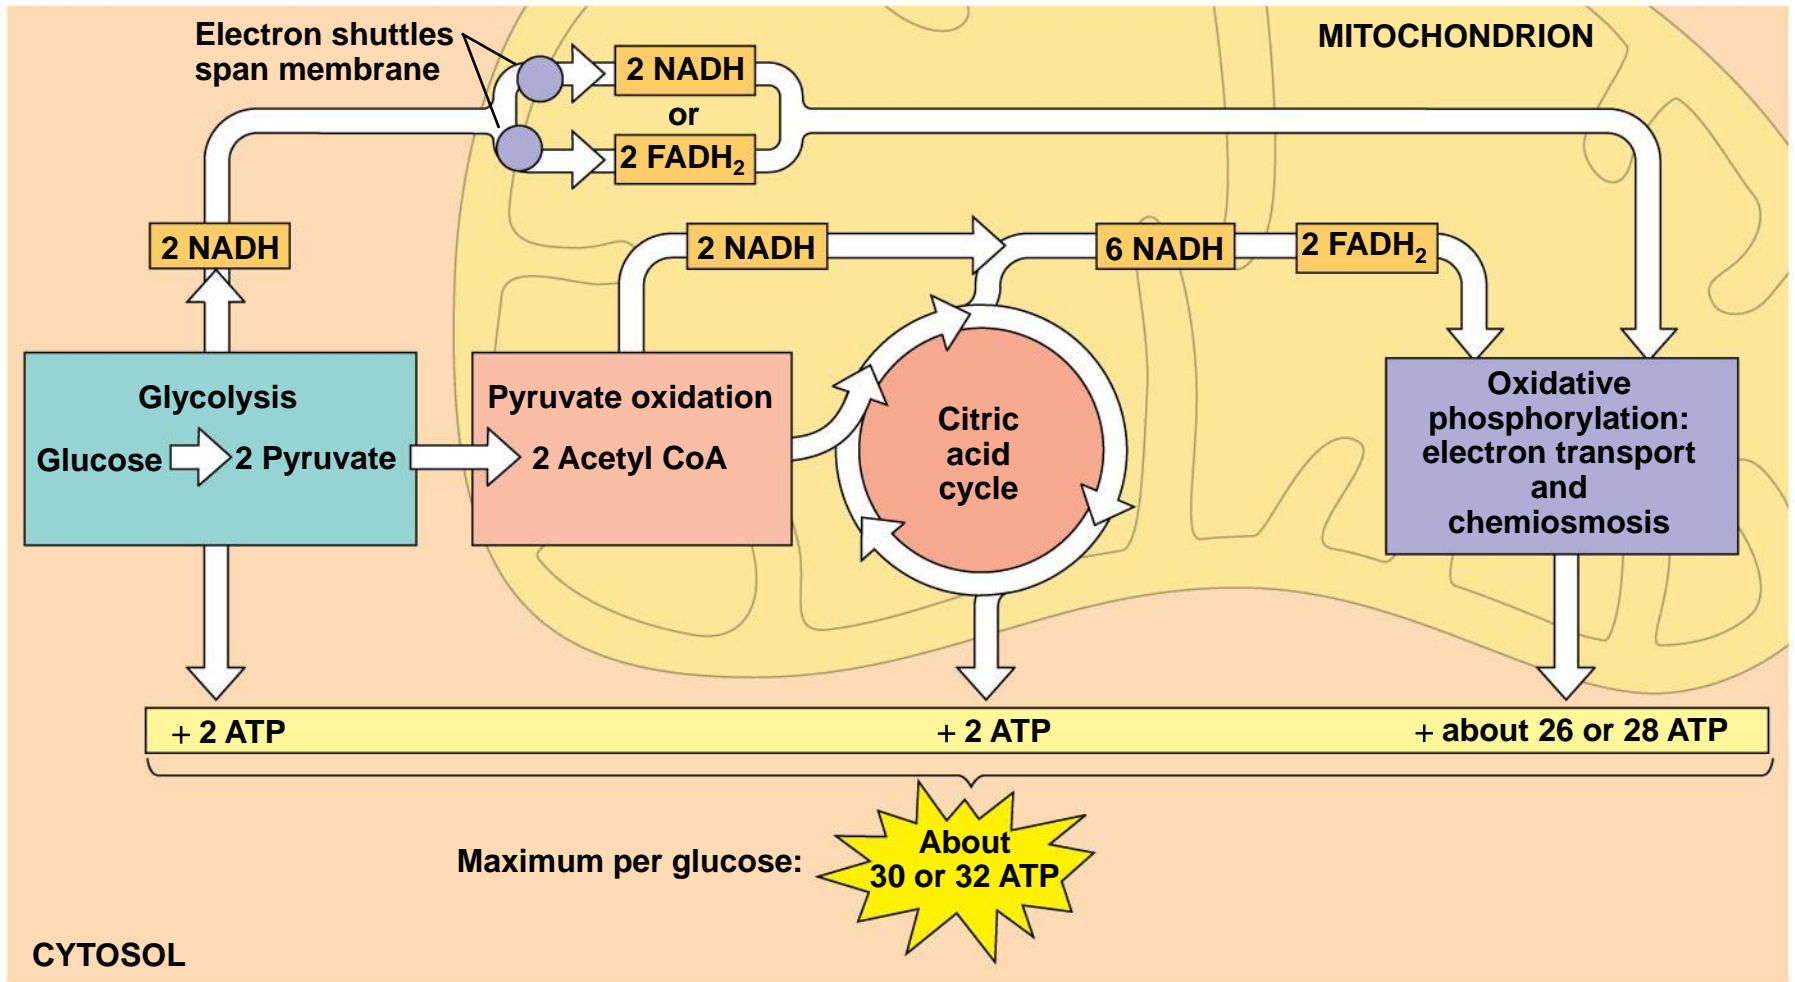 Electron shuttles
span membrane
MITOCHONDRION
2 NADH
or
2 FADH₂
2 NADH
2 NADH
6 NADH
2 FADH₂
Glycolysis
Glucose
2 Pyruvate
Pyruvate oxidation
2 Acetyl CoA
Citric
acid
cycle
Oxidative
phosphorylation:
electron transport
and
chemiosmosis
+ 2 ATP
+ 2 ATP
+ about 26 or 28 ATP
Maximum per glucose:
About
30 or 32 ATP
CYTOSOL